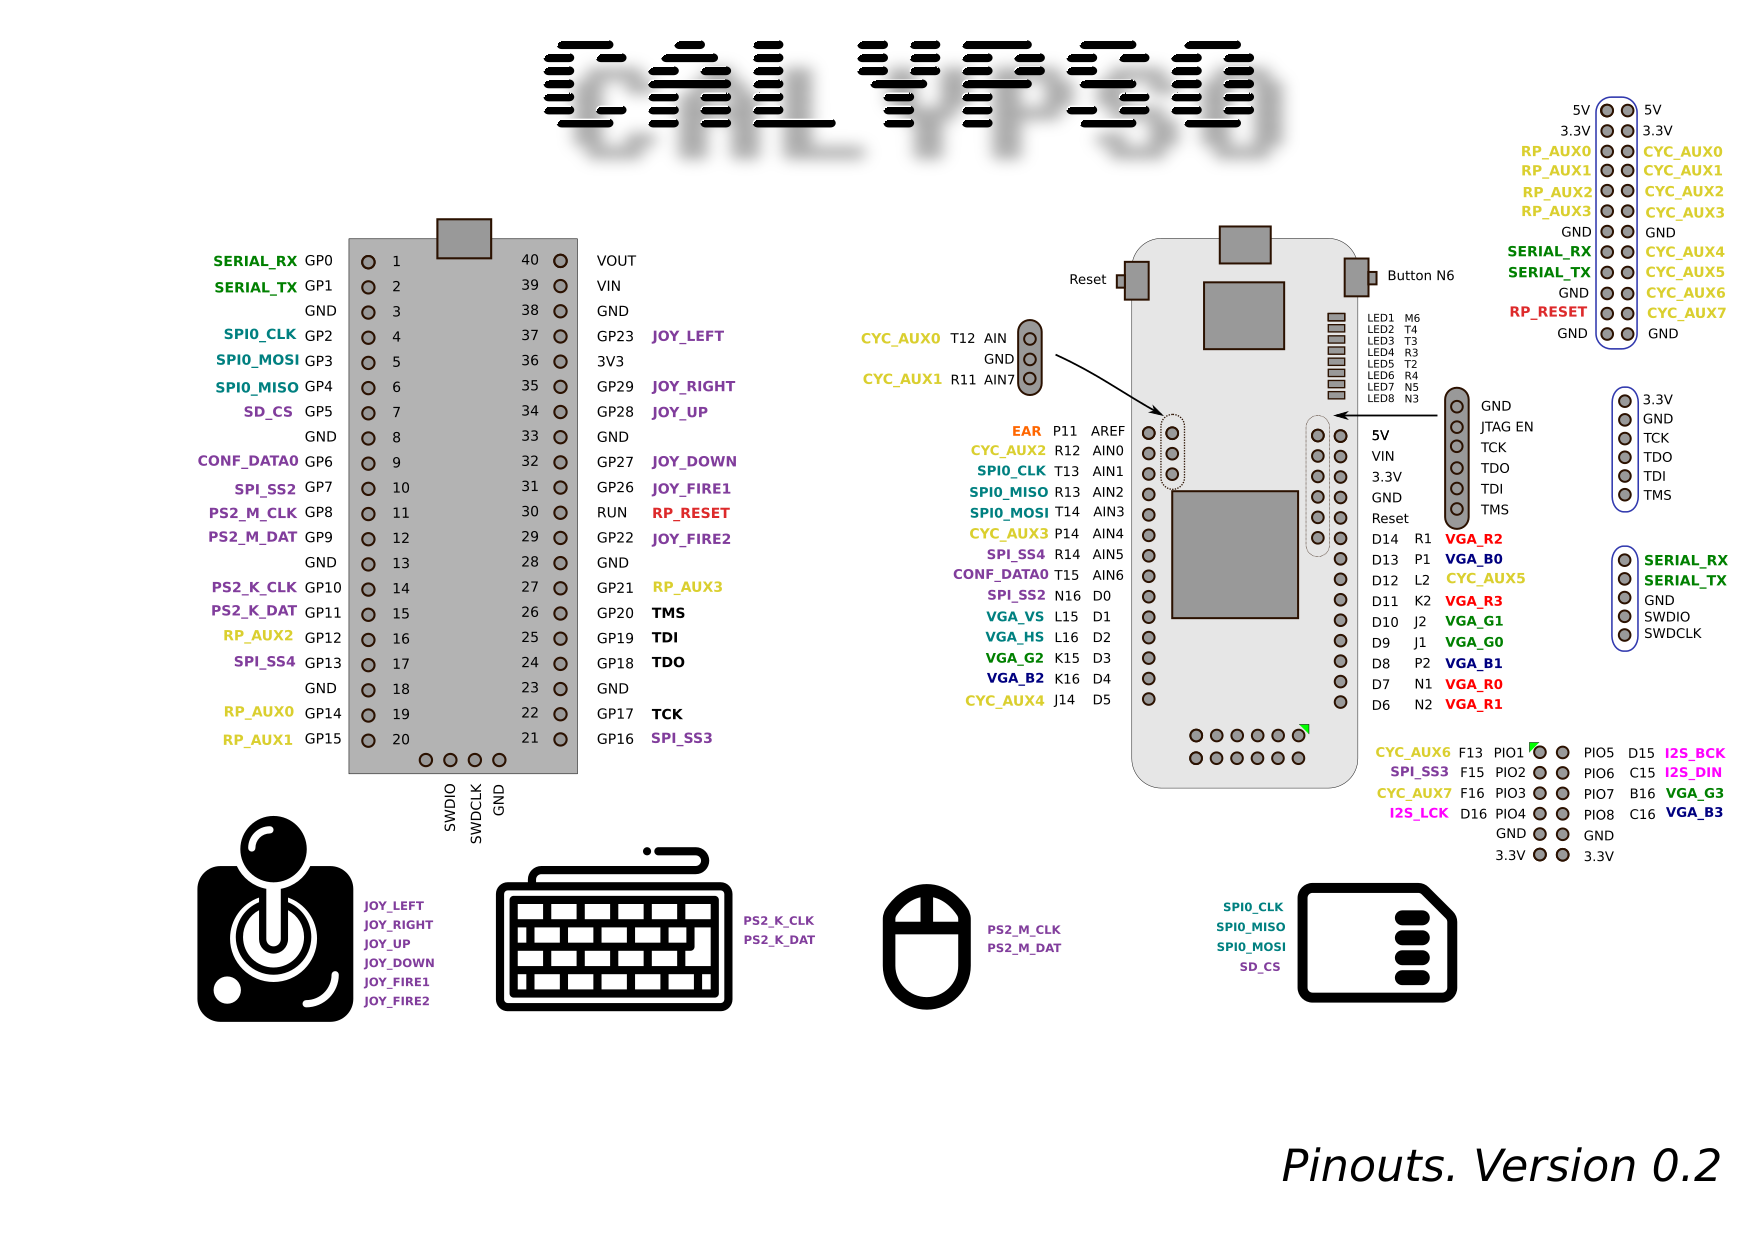 CALYPSO
SERIAL_RX GP0 1 40 VOUT
SERIAL_TX GP1 2 39 VIN
GND 3 38 GND
SPI0_CLK GP2 4 37 GP23 JOY_LEFT
SPI0_MOSI GP3 5 36 3V3
SPI0_MISO GP4 6 35 GP29 JOY_RIGHT
SD_CS GP5 7 34 GP28 JOY_UP
GND 8 33 GND
CONF_DATA0 GP6 9 32 GP27 JOY_DOWN
SPI_SS2 GP7 10 31 GP26 JOY_FIRE1
PS2_M_CLK GP8 11 30 RUN RP_RESET
PS2_M_DAT GP9 12 29 GP22 JOY_FIRE2
GND 13 28 GND
PS2_K_CLK GP10 14 27 GP21 RP_AUX3
PS2_K_DAT GP11 15 26 GP20 TMS
RP_AUX2 GP12 16 25 GP19 TDI
SPI_SS4 GP13 17 24 GP18 TDO
GND 18 23 GND
RP_AUX0 GP14 19 22 GP17 TCK
RP_AUX1 GP15 20 21 GP16 SPI_SS3
SWDIO
SWDCLK
GND
Reset
Button N6
LED1 M6
LED2 T4
LED3 T3
LED4 R3
LED5 T2
LED6 R4
LED7 N5
LED8 N3
CYC_AUX0 T12 AIN
GND
CYC_AUX1 R11 AIN7
EAR P11 AREF
CYC_AUX2 R12 AIN0
SPI0_CLK T13 AIN1
SPI0_MISO R13 AIN2
SPI0_MOSI T14 AIN3
CYC_AUX3 P14 AIN4
SPI_SS4 R14 AIN5
CONF_DATA0 T15 AIN6
SPI_SS2 N16 D0
VGA_VS L15 D1
VGA_HS L16 D2
VGA_G2 K15 D3
VGA_B2 K16 D4
CYC_AUX4 J14 D5
5V
VIN
3.3V
GND
Reset
D14 R1 VGA_R2
D13 P1 VGA_B0
D12 L2 CYC_AUX5
D11 K2 VGA_R3
D10 J2 VGA_G1
D9 J1 VGA_G0
D8 P2 VGA_B1
D7 N1 VGA_R0
D6 N2 VGA_R1
GND
JTAG EN
TCK
TDO
TDI
TMS
5V 5V
3.3V 3.3V
RP_AUX0 CYC_AUX0
RP_AUX1 CYC_AUX1
RP_AUX2 CYC_AUX2
RP_AUX3 CYC_AUX3
GND GND
SERIAL_RX CYC_AUX4
SERIAL_TX CYC_AUX5
GND CYC_AUX6
RP_RESET CYC_AUX7
GND GND
3.3V
GND
TCK
TDO
TDI
TMS
SERIAL_RX
SERIAL_TX
GND
SWDIO
SWDCLK
CYC_AUX6 F13 PIO1 PIO5 D15 I2S_BCK
SPI_SS3 F15 PIO2 PIO6 C15 I2S_DIN
CYC_AUX7 F16 PIO3 PIO7 B16 VGA_G3
I2S_LCK D16 PIO4 PIO8 C16 VGA_B3
GND GND
3.3V 3.3V
JOY_LEFT
JOY_RIGHT
JOY_UP
JOY_DOWN
JOY_FIRE1
JOY_FIRE2
PS2_K_CLK
PS2_K_DAT
PS2_M_CLK
PS2_M_DAT
SPI0_CLK
SPI0_MISO
SPI0_MOSI
SD_CS
Pinouts. Version 0.2